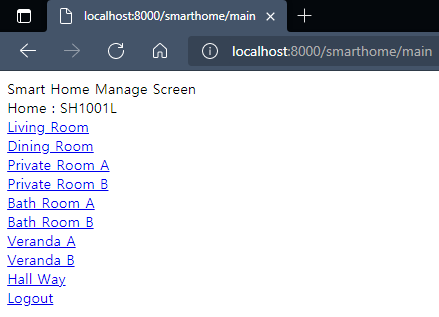 localhost:8000/smarthome/main
localhost:8000/smarthome/main
Smart Home Manage Screen
Home : SH1001L
Living Room
Dining Room
Private Room A
Private Room B
Bath Room A
Bath Room B
Veranda A
Veranda B
Hall Way
Logout